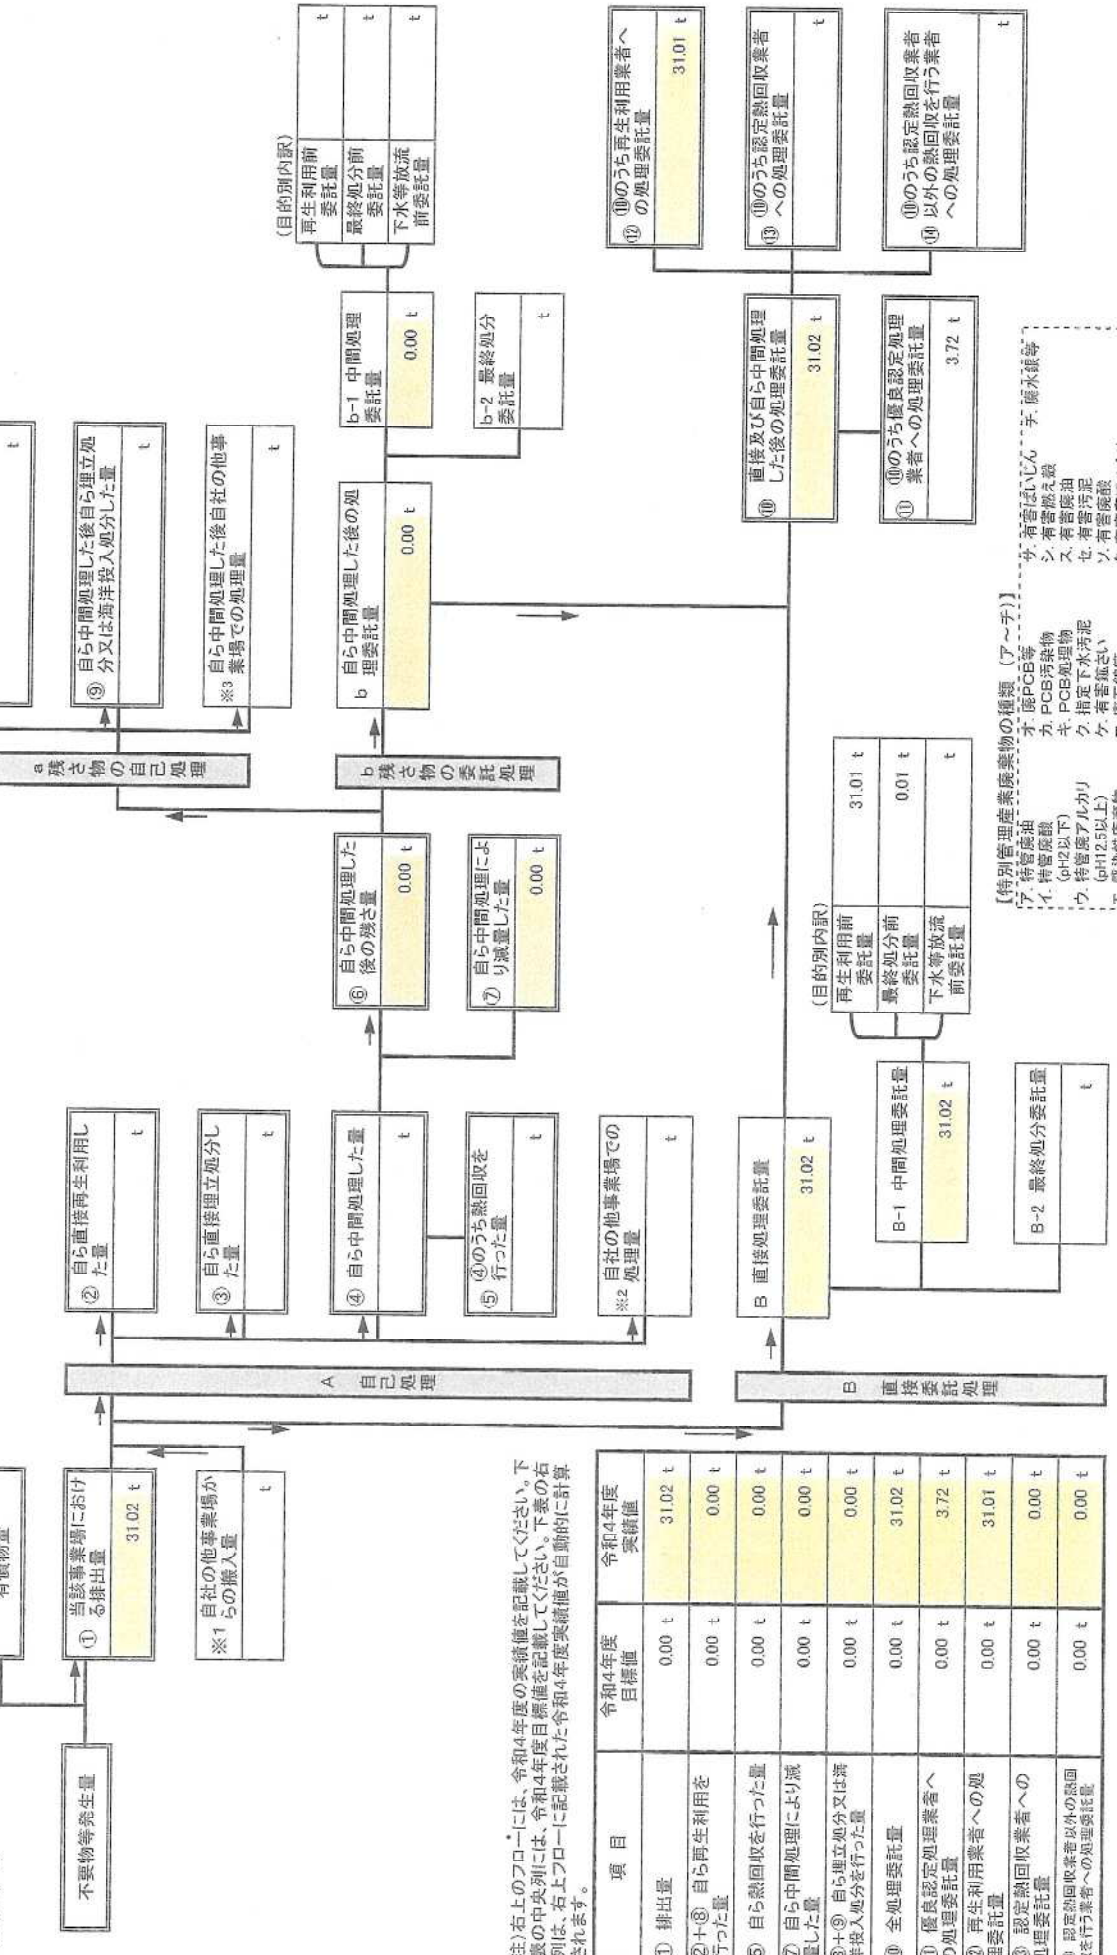 有価物量
不要物等発生量
① 当該事業場におけ
る排出量
31.02 t
※1 自社の他事業場か
らの搬入量
t
A 自己処理
② 自ら直接再生利用し
た量
t
③ 自ら直接埋立処分し
た量
t
④ 自ら中間処理した量
t
⑤ ④のうち熱回収を
行った量
t
※2 自社の他事業場での
処理量
t
⑥ 自ら中間処理した
後の残さ量
0.00 t
⑦ 自ら中間処理によ
り減量した量
0.00 t
a 残さ物の自己処理
t
⑨ 自ら中間処理した後自ら埋立処
分又は海洋投入処分した量
t
※3 自ら中間処理した後自社の他事
業場での処理量
t
b 残さ物の委託処理
b 自ら中間処理した後の処
理委託量
0.00 t
b-1 中間処理
委託量
0.00 t
b-2 最終処分
委託量
t
(目的別内訳)
再生利用前
委託量
t
最終処分前
委託量
t
下水等放流
前委託量
t
B 直接委託処理
B 直接処理委託量
31.02 t
B-1 中間処理委託量
31.02 t
B-2 最終処分委託量
t
(目的別内訳)
再生利用前
委託量
31.01 t
最終処分前
委託量
0.01 t
下水等放流
前委託量
t
⑩ 直接及び自ら中間処理
した後の処理委託量
31.02 t
⑪ ⑩のうち優良認定処理
業者への処理委託量
3.72 t
⑫ ⑩のうち再生利用業者へ
の処理委託量
31.01 t
⑬ ⑩のうち認定熱回収業者
への処理委託量
t
⑭ ⑩のうち認定熱回収業者
以外の熱回収を行う業者
への処理委託量
t
注)右上のフローには、令和4年度の実績値を記載してください。下
表の中央列には、令和4年度目標値を記載してください。下表の右
列は、右上フローに記載された令和4年度実績値が自動的に計算
されます。
項 目 令和4年度
目標値 令和4年度
実績値
① 排出量 0.00 t 31.02 t
②+⑧ 自ら再生利用を
行った量 0.00 t 0.00 t
⑤ 自ら熱回収を行った量 0.00 t 0.00 t
⑦ 自ら中間処理により減
量した量 0.00 t 0.00 t
③+⑨ 自ら埋立処分又は海
洋投入処分を行った量 0.00 t 0.00 t
⑩ 全処理委託量 0.00 t 31.02 t
⑪ 優良認定処理業者へ
の処理委託量 0.00 t 3.72 t
⑫ 再生利用業者への処
理委託量 0.00 t 31.01 t
⑬ 認定熱回収業者への
処理委託量 0.00 t 0.00 t
認定熱回収業者以外の熱回
収を行う業者への処理委託量 0.00 t 0.00 t
【特別管理産業廃棄物の種類(ア~チ)】
ア. 特管廃油
イ. 特管廃酸
(pH2以下)
ウ. 特管廃アルカリ
(pH12.5以上)
オ. 廃PCB等
カ. PCB汚染物
キ. PCB処理物
ク. 指定下水汚泥
ケ. 有害鉱さい
サ. 有害ばいじん
シ. 有害燃え殻
ス. 有害廃油
セ. 有害汚泥
ソ. 有害廃酸
チ. 廃水銀等